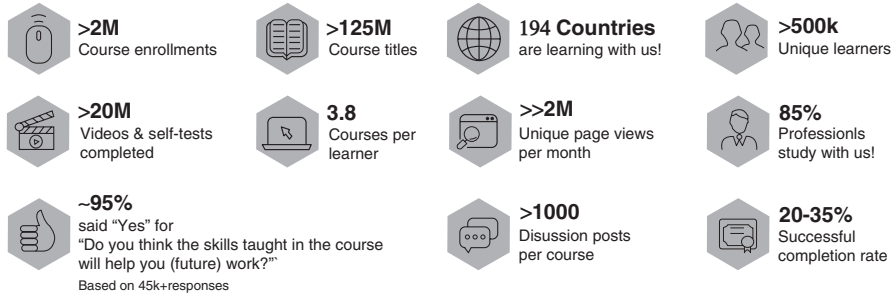 >2M
Course enrollments
>125M
Course titles
194 Countries
are learning with us!
>500k
Unique learners
>20M
Videos & self-tests
completed
3.8
Courses per
learner
>>2M
Unique page views
per month
85%
Professionls
study with us!
~95%
said “Yes” for
“Do you think the skills taught in the course
will help you (future) work?”`
Based on 45k+responses
>1000
Disussion posts
per course
20-35%
Successful
completion rate